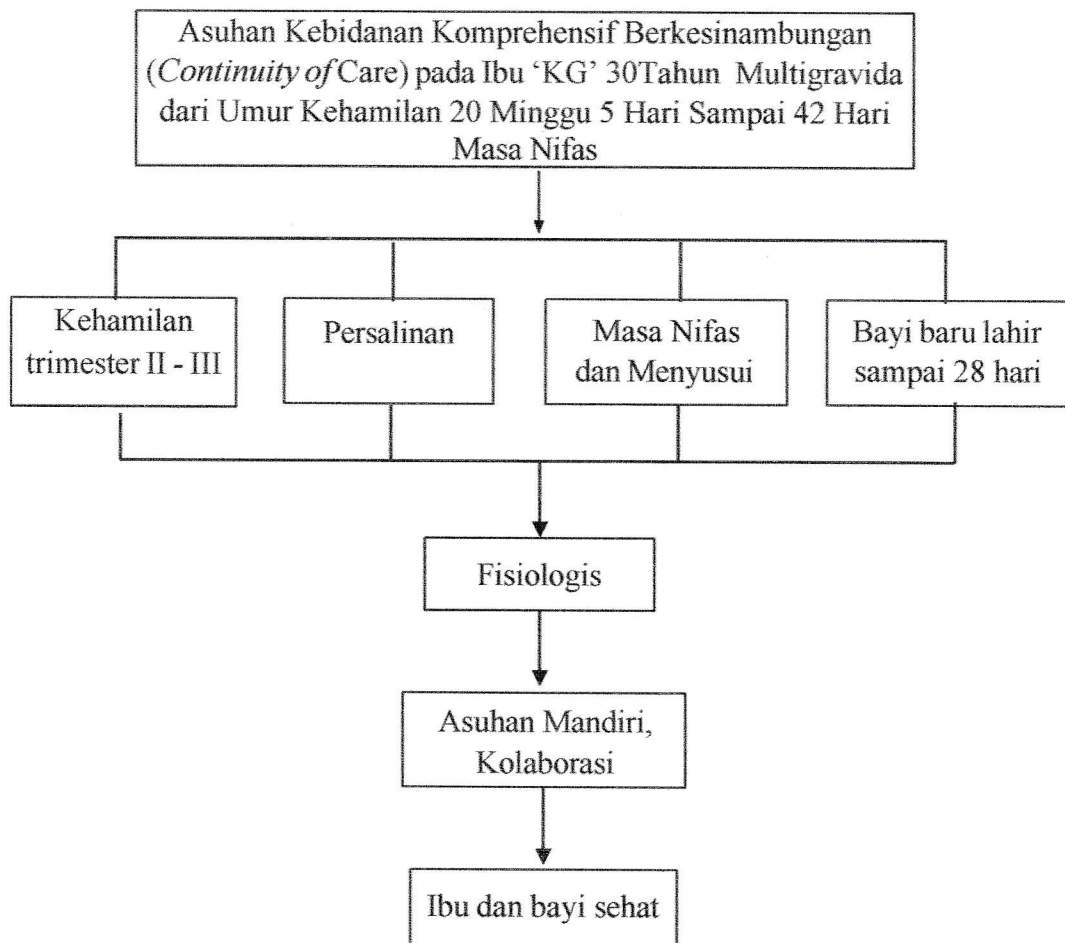 Asuhan Kebidanan Komprehensif Berkesinambungan
(Continuity of Care) pada Ibu ‘KG’ 30Tahun Multigravida
dari Umur Kehamilan 20 Minggu 5 Hari Sampai 42 Hari
Masa Nifas
Kehamilan
trimester II - III
Persalinan
Masa Nifas
dan Menyusui
Bayi baru lahir
sampai 28 hari
Fisiologis
Asuhan Mandiri,
Kolaborasi
Ibu dan bayi sehat